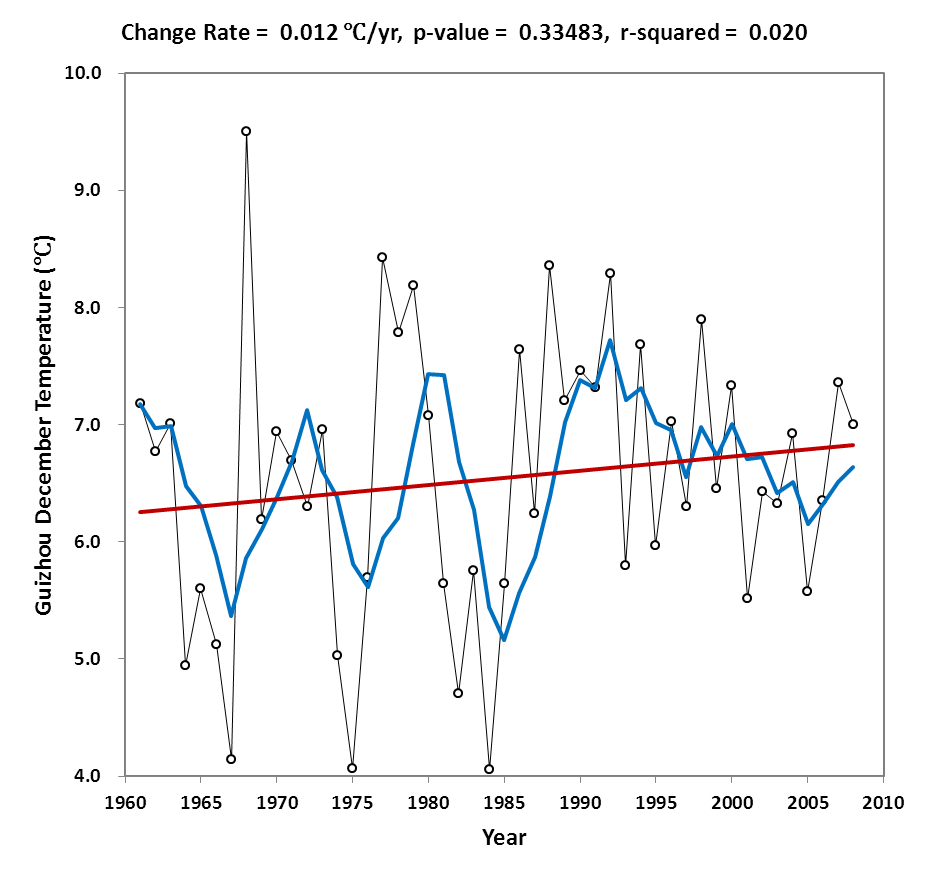 Change Rate = 0.012 ℃/yr, p-value = 0.33483, r-squared = 0.020
10.0
9.0
8.0
7.0
6.0
5.0
4.0
Guizhou December Temperature (℃)
1960 1965 1970 1975 1980 1985 1990 1995 2000 2005 2010
Year